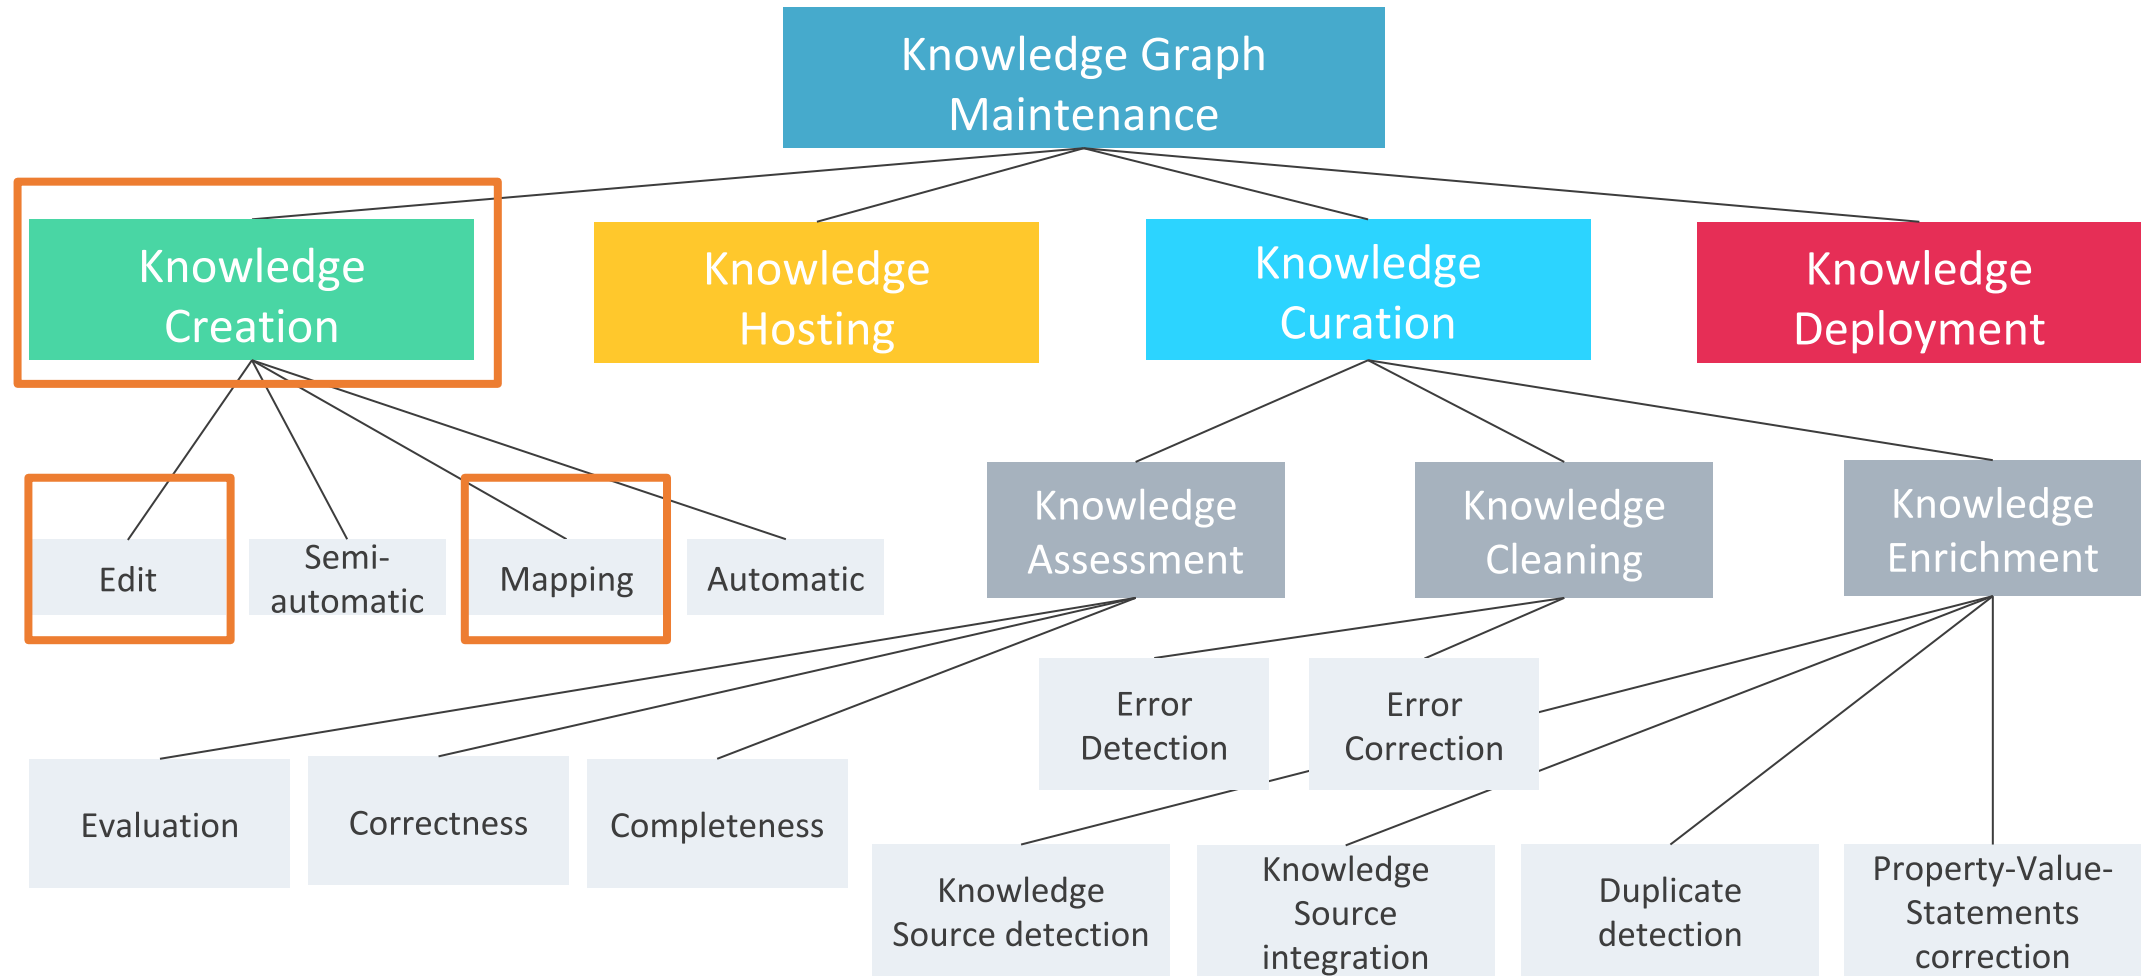 Knowledge Graph
Maintenance
Knowledge
Creation
Knowledge
Hosting
Knowledge
Curation
Knowledge
Deployment
Edit
Semi-
automatic
Mapping
Automatic
Knowledge
Assessment
Knowledge
Cleaning
Knowledge
Enrichment
Error
Detection
Error
Correction
Evaluation
Correctness
Completeness
Knowledge
Source detection
Knowledge
Source
integration
Duplicate
detection
Property-Value-
Statements
correction